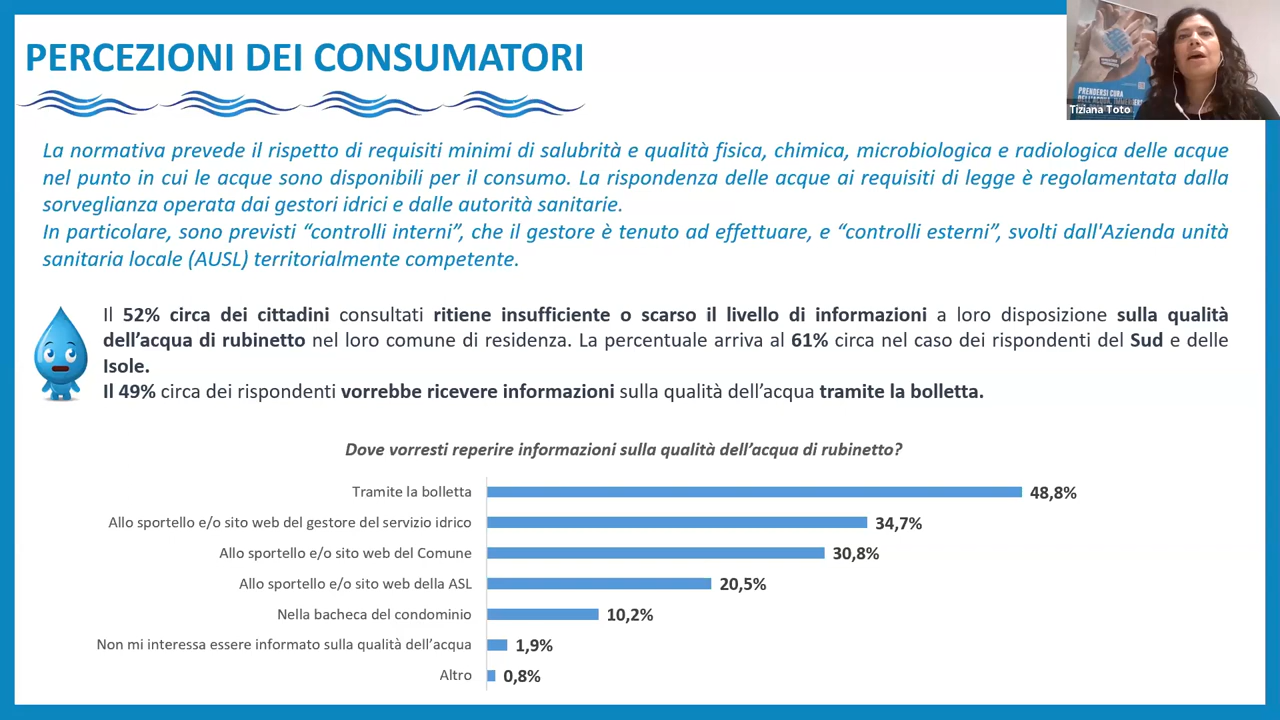 PERCEZIONI DEI CONSUMATORI
PRENDERSI CURA
DELL'ACQUA,
Tiziana Toto
La normativa prevede il rispetto di requisiti minimi di salubrità e qualità fisica, chimica, microbiologica e radiologica delle acque
nel punto in cui le acque sono disponibili per il consumo. La rispondenza delle acque ai requisiti di legge è regolamentata dalla
sorveglianza operata dai gestori idrici e dalle autorità sanitarie.
In particolare, sono previsti “controlli interni”, che il gestore è tenuto ad effettuare, e “controlli esterni”, svolti dall'Azienda unità
sanitaria locale (AUSL) territorialmente competente.
Il 52% circa dei cittadini consultati ritiene insufficiente o scarso il livello di informazioni a loro disposizione sulla qualità
dell’acqua di rubinetto nel loro comune di residenza. La percentuale arriva al 61% circa nel caso dei rispondenti del Sud e delle
Isole.
Il 49% circa dei rispondenti vorrebbe ricevere informazioni sulla qualità dell’acqua tramite la bolletta.
Dove vorresti reperire informazioni sulla qualità dell’acqua di rubinetto?
Tramite la bolletta 48,8%
Allo sportello e/o sito web del gestore del servizio idrico 34,7%
Allo sportello e/o sito web del Comune 30,8%
Allo sportello e/o sito web della ASL 20,5%
Nella bacheca del condominio 10,2%
Non mi interessa essere informato sulla qualità dell’acqua 1,9%
Altro 0,8%